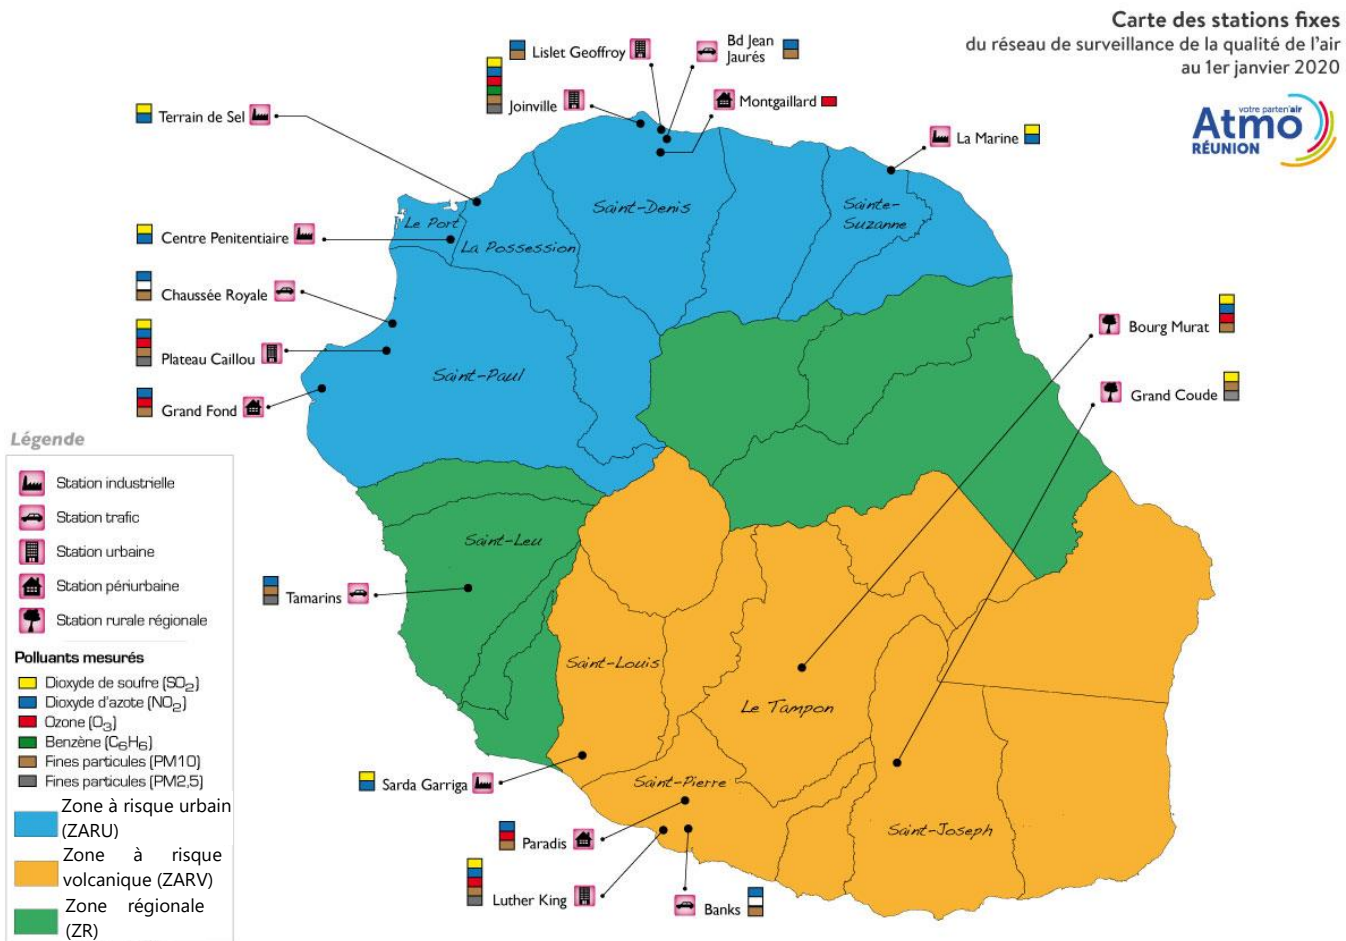 Carte des stations fixes
du réseau de surveillance de la qualité de l'air
au 1er janvier 2020
votre parten'air
Atmo
RÉUNION
Lislet Geoffroy
Bd Jean
Jaurés
Joinville
Montgaillard
Terrain de Sel
La Marine
Centre Penitentiaire
Chaussée Royale
Plateau Caillou
Grand Fond
Bourg Murat
Grand Coude
Tamarins
Sarda Garriga
Paradis
Luther King
Banks
Le Port
La Possession
Saint-Denis
Sainte-
Suzanne
Saint-Paul
Saint-Leu
Saint-Louis
Le Tampon
Saint-Pierre
Saint-Joseph
Légende
Station industrielle
Station trafic
Station urbaine
Station périurbaine
Station rurale régionale
Polluants mesurés
Dioxyde de soufre (SO2)
Dioxyde d'azote (NO2)
Ozone (O3)
Benzène (C6H6)
Fines particules (PM10)
Fines particules (PM2,5)
Zone à risque urbain
(ZARU)
Zone à risque
volcanique (ZARV)
Zone régionale
(ZR)